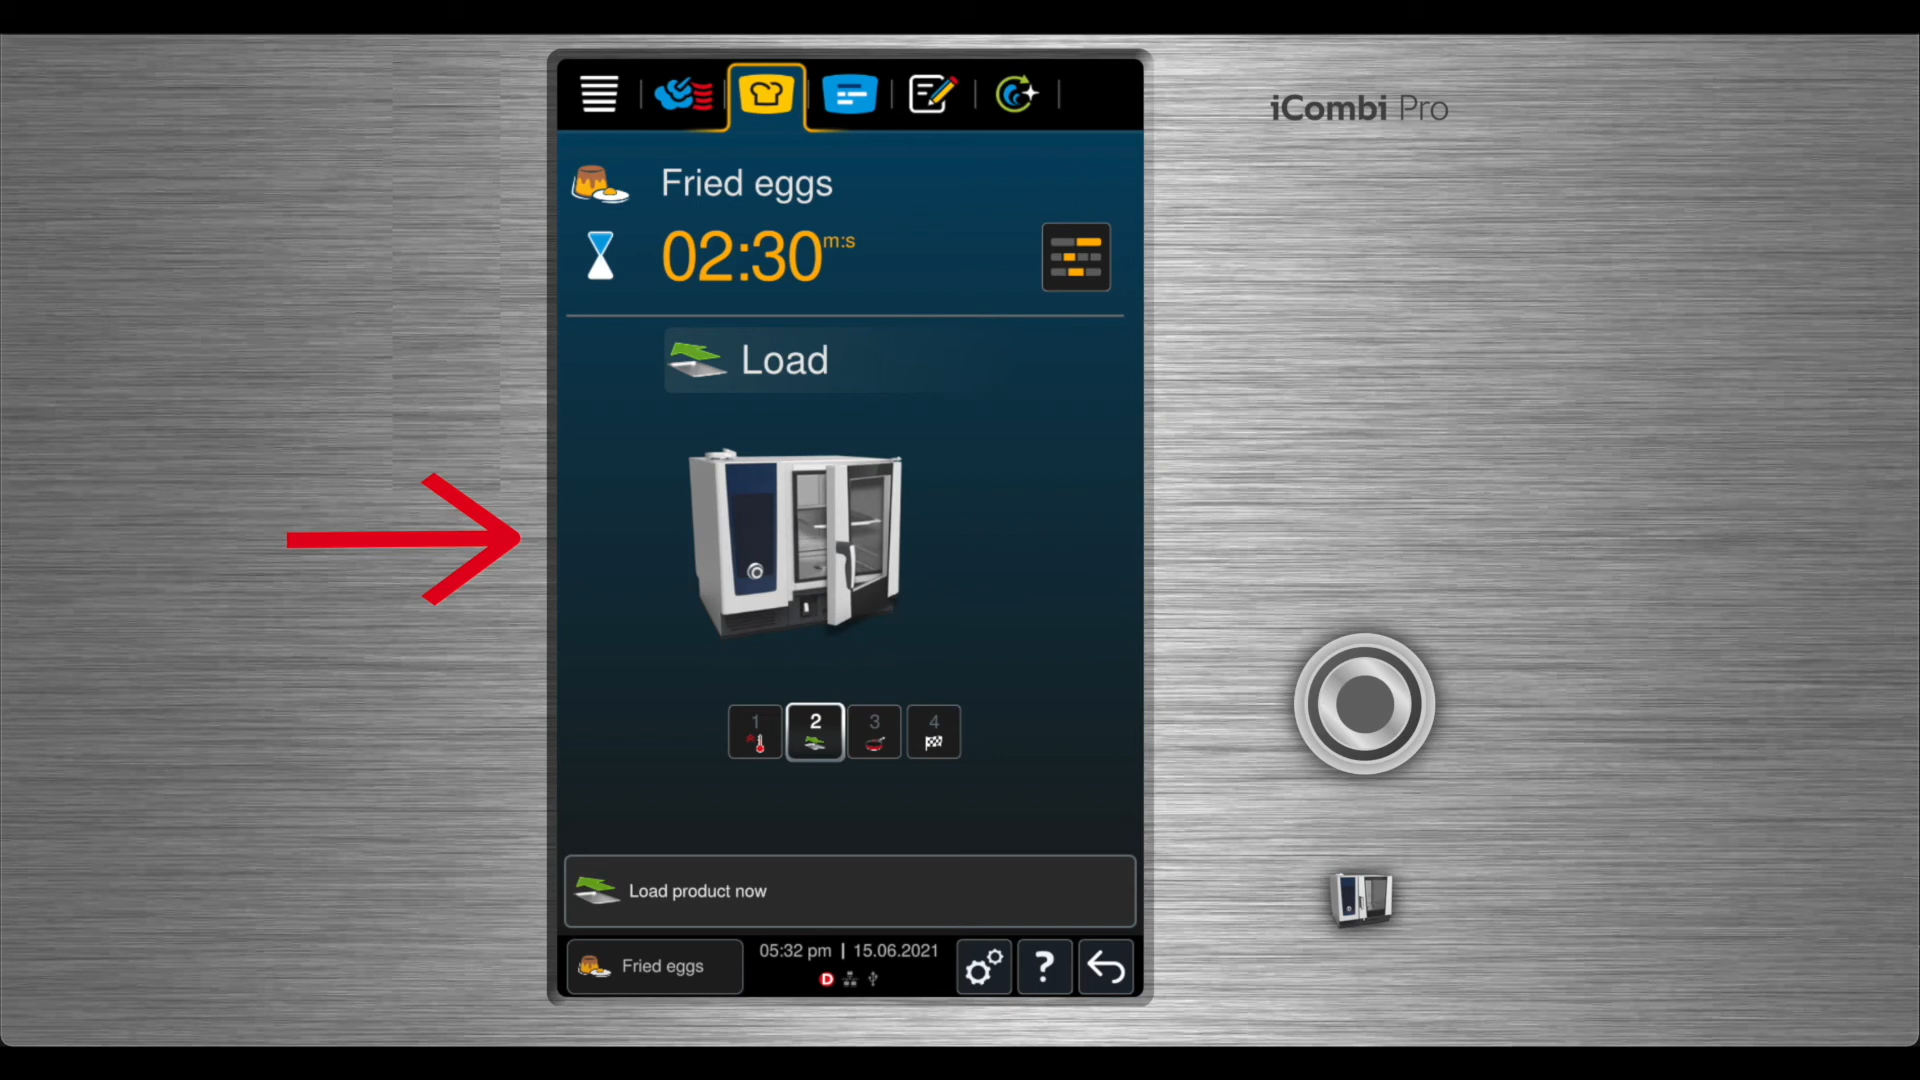 iCombi Pro
Fried eggs
02:30 m:s
Load
1 2 3 4
Load product now
Fried eggs
05:32 pm | 15.06.2021
D
?